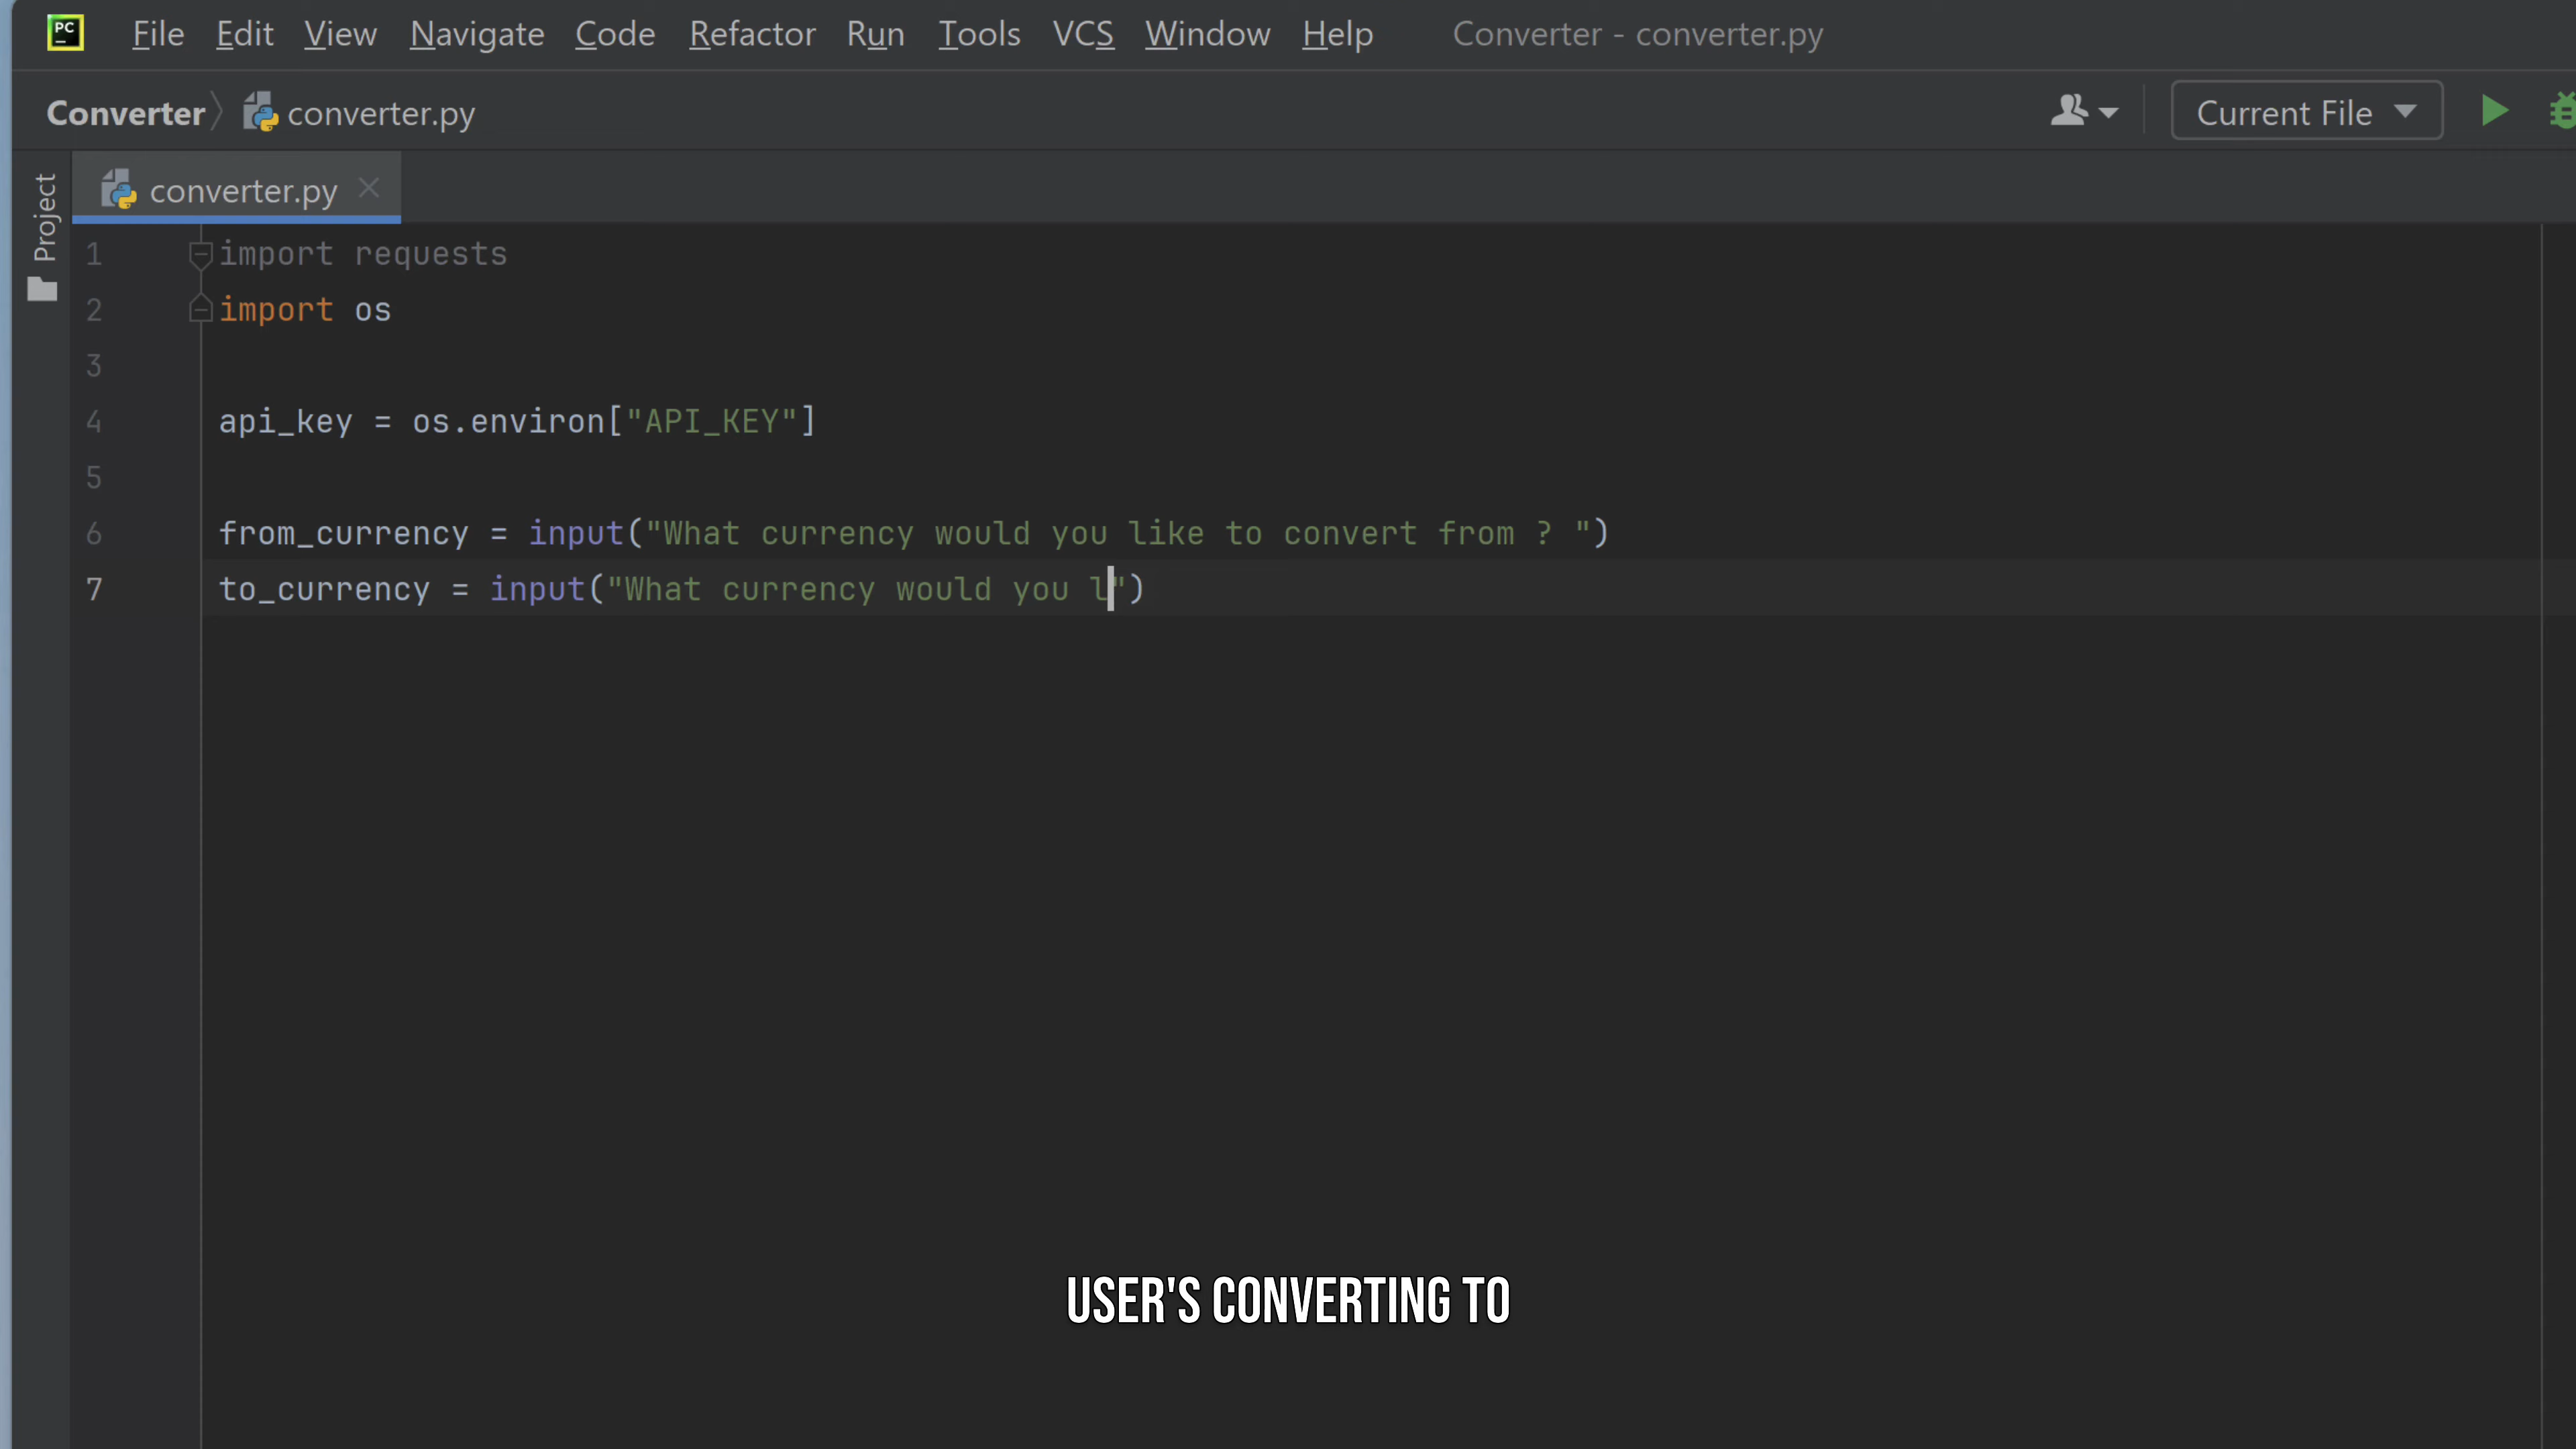 PC
File Edit View Navigate Code Refactor Run Tools VCS Window Help Converter - converter.py
Converter converter.py Current File
Project
converter.py
1 import requests
2 import os
3
4 api_key = os.environ["API_KEY"]
5
6 from_currency = input("What currency would you like to convert from ? ")
7 to_currency = input("What currency would you l")
USER'S CONVERTING TO